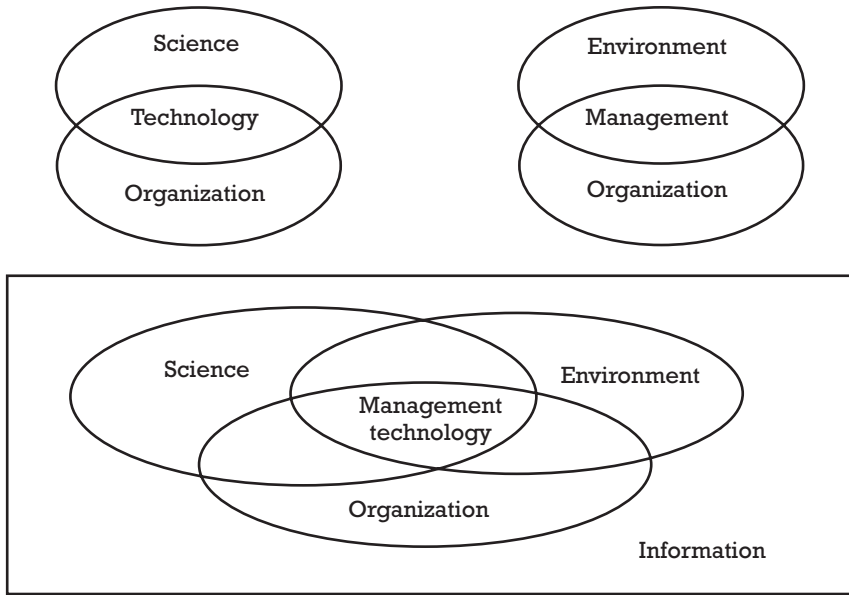 Science
Technology
Organization
Environment
Management
Organization
Science
Environment
Management
technology
Organization
Information